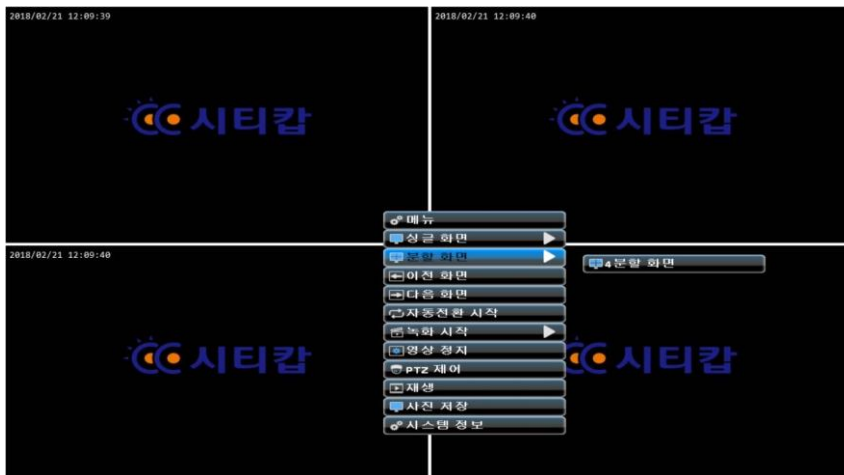 2018/02/21 12:09:39
2018/02/21 12:09:40
시티캅
시티캅
메뉴
싱글 화면
분할 화면
4분할 화면
이전 화면
다음 화면
자동전환 시작
녹화 시작
영상 정지
PTZ 제어
재생
사진 저장
시스템 정보
2018/02/21 12:09:40
시티캅
시티캅